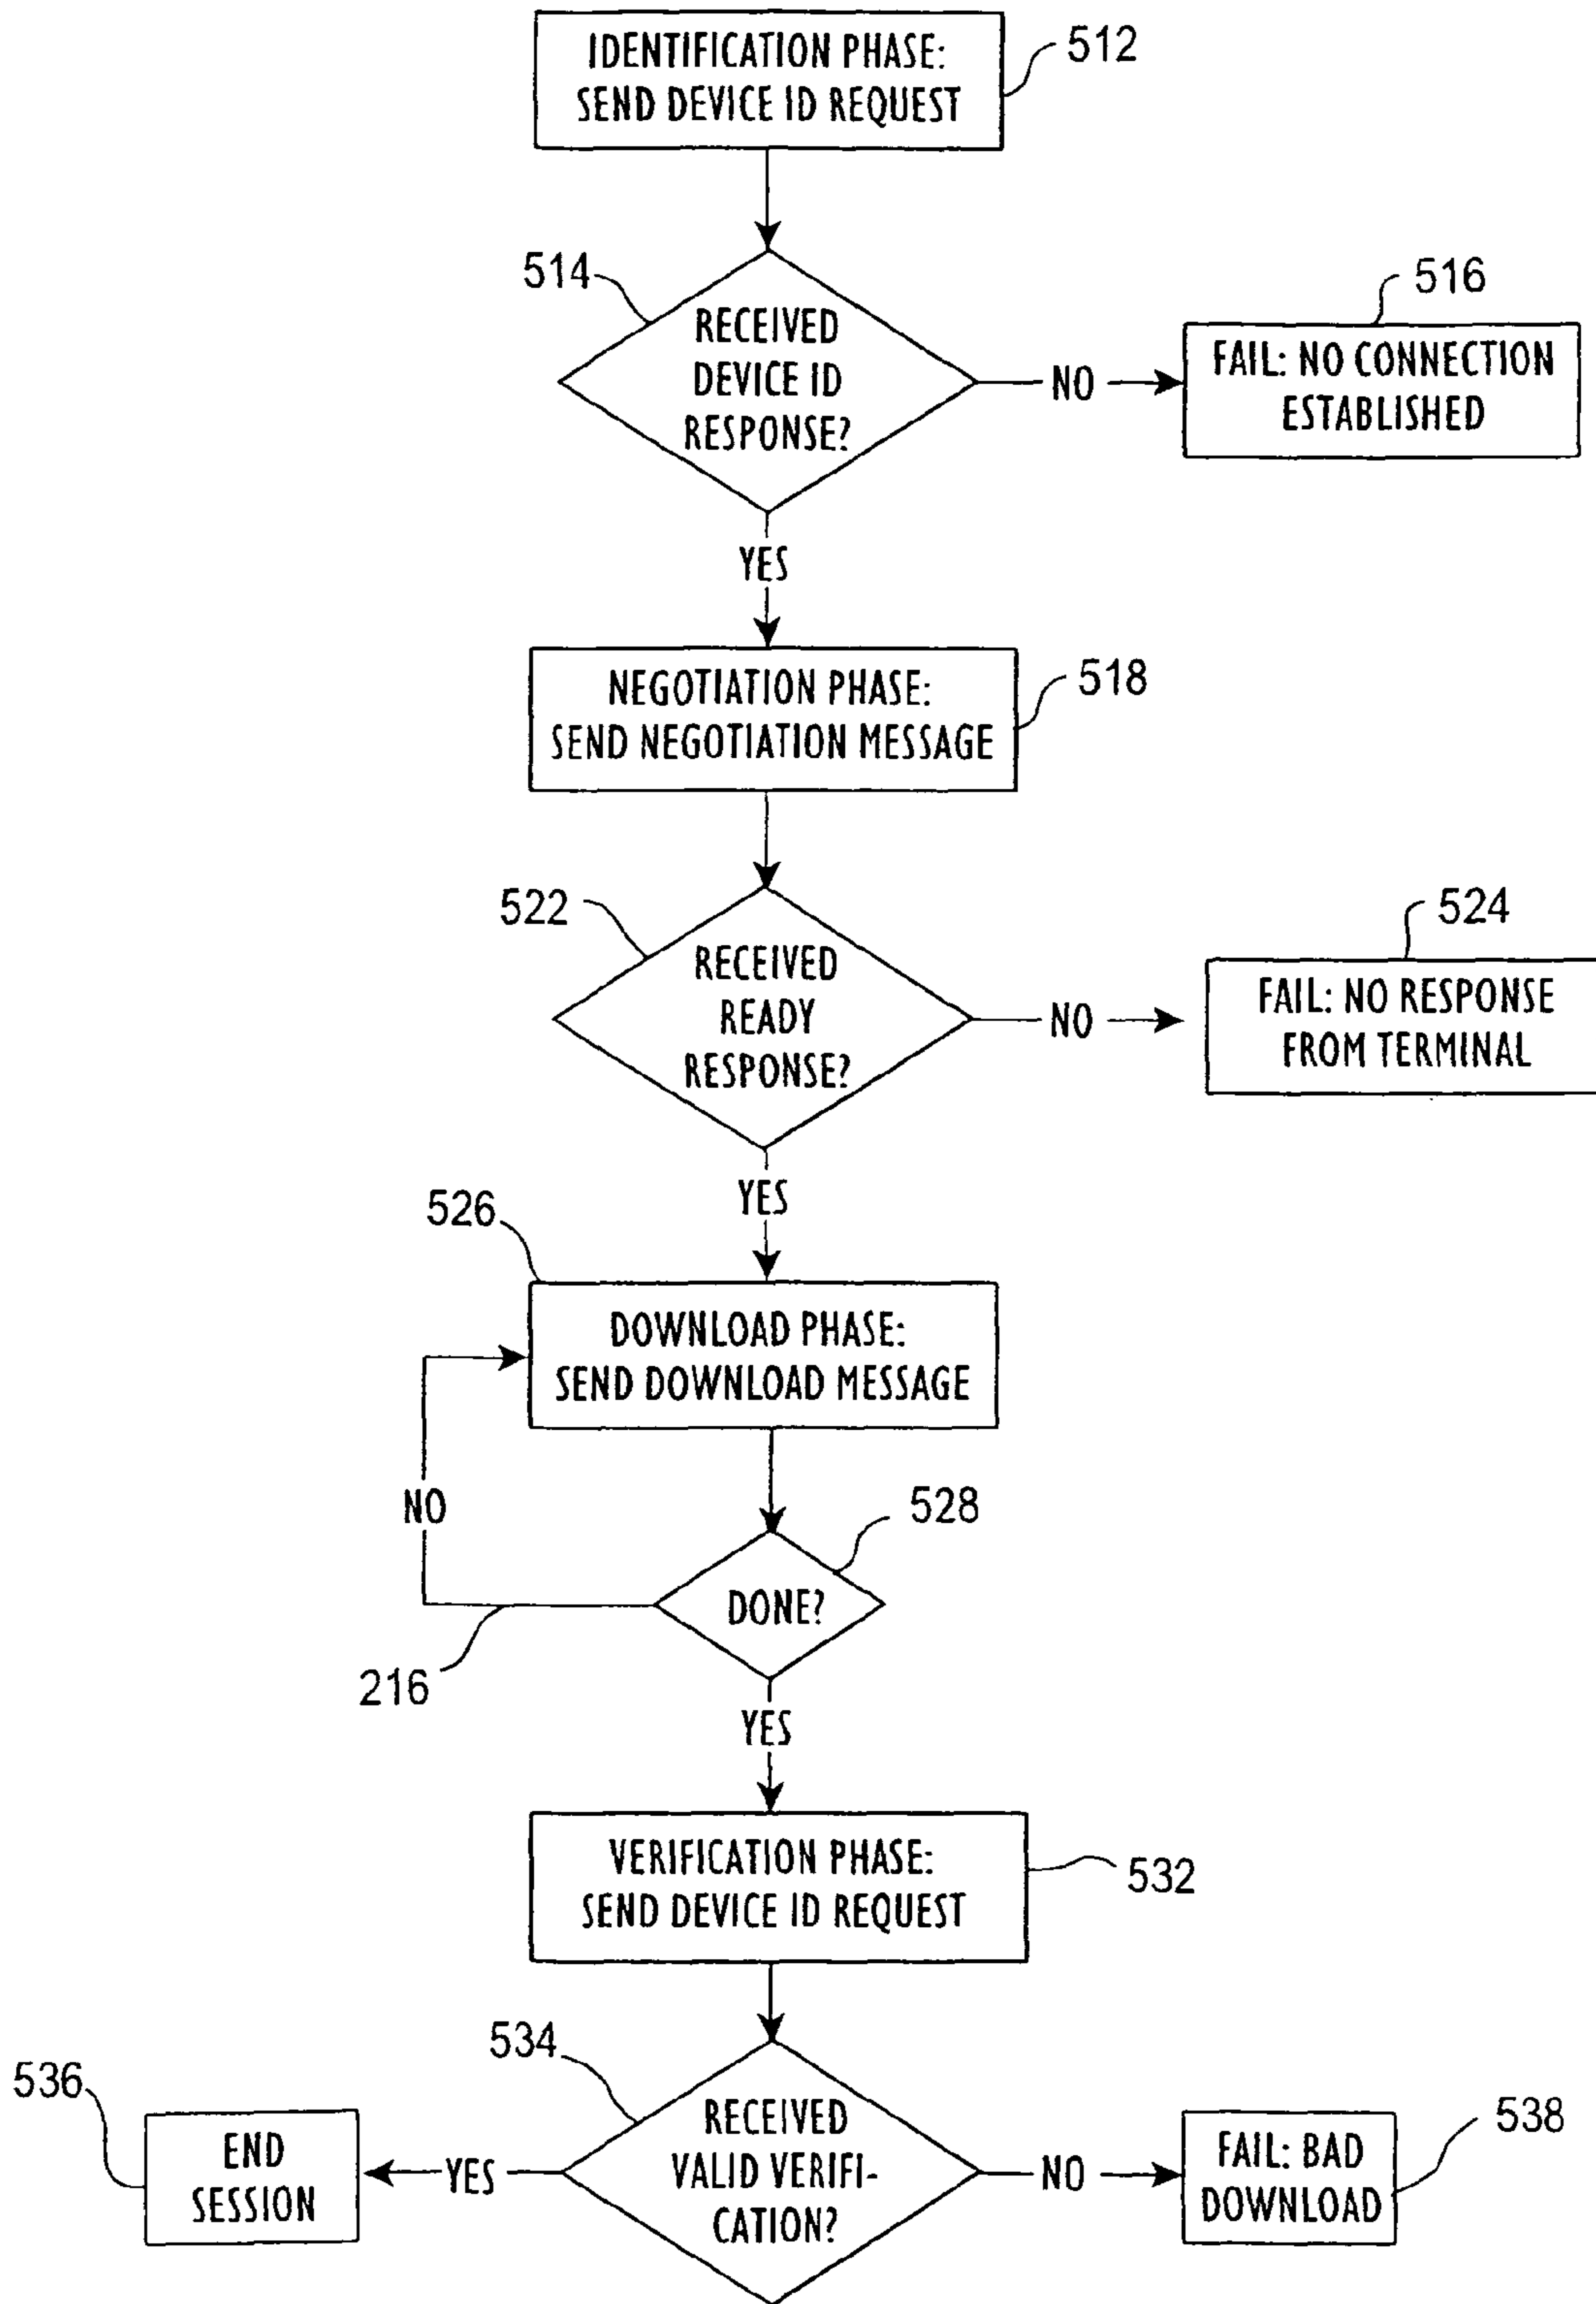 IDENTIFICATION PHASE:
SEND DEVICE ID REQUEST
512
514
RECEIVED
DEVICE ID
RESPONSE?
NO
516
FAIL: NO CONNECTION
ESTABLISHED
YES
NEGOTIATION PHASE:
SEND NEGOTIATION MESSAGE
518
522
RECEIVED
READY
RESPONSE?
NO
524
FAIL: NO RESPONSE
FROM TERMINAL
YES
526
DOWNLOAD PHASE:
SEND DOWNLOAD MESSAGE
NO
528
DONE?
216
YES
VERIFICATION PHASE:
SEND DEVICE ID REQUEST
532
534
536
END
SESSION
YES
RECEIVED
VALID VERIFI-
CATION?
NO
FAIL: BAD
DOWNLOAD
538